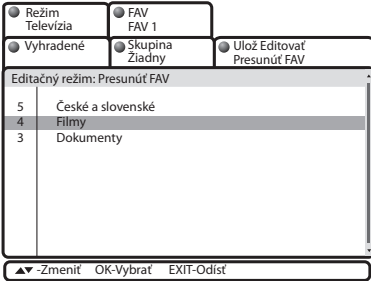 Režim
Televízia
FAV
FAV 1
Vyhradené
Skupina
Žiadny
Ulož Editovať
Presunúť FAV
Editačný režim: Presunúť FAV
5 České a slovenské
4 Filmy
3 Dokumenty
▲▼ -Zmeniť OK-Vybrať EXIT-Odísť